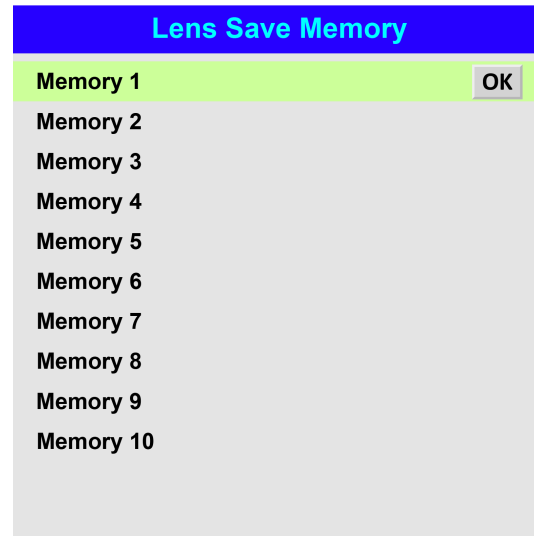 Lens Save Memory
Memory 1 OK
Memory 2
Memory 3
Memory 4
Memory 5
Memory 6
Memory 7
Memory 8
Memory 9
Memory 10